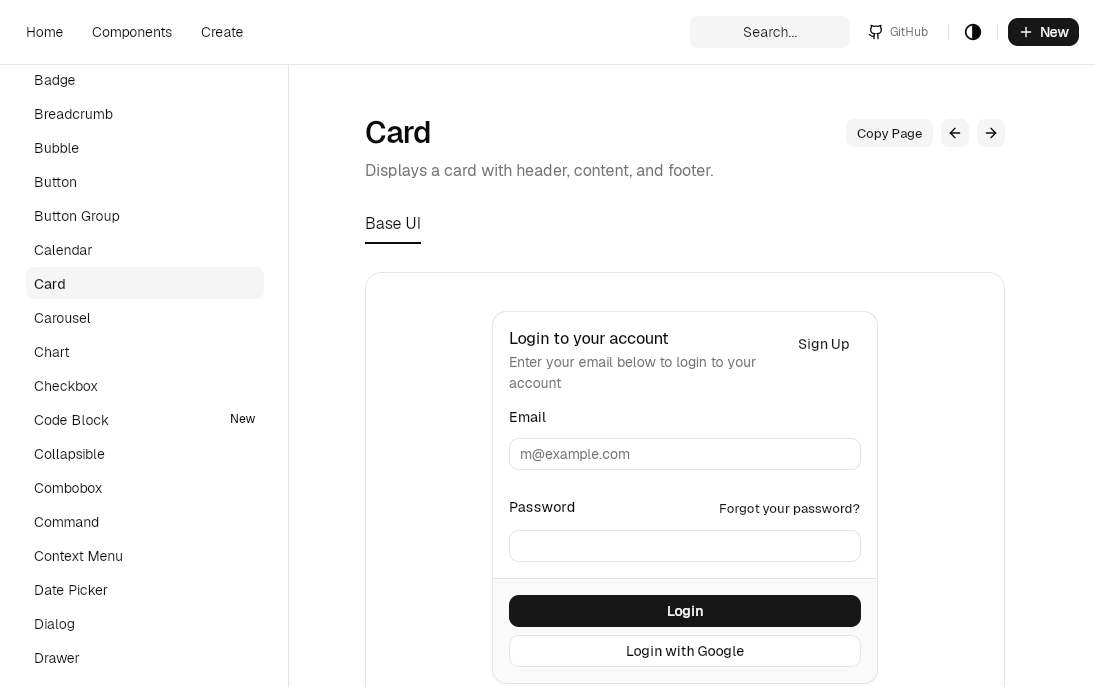 Home
Components
Create
Search...
GitHub
New
Badge
Breadcrumb
Bubble
Button
Button Group
Calendar
Card
Carousel
Chart
Checkbox
Code Block
New
Collapsible
Combobox
Command
Context Menu
Date Picker
Dialog
Drawer
Card
Copy Page
Displays a card with header, content, and footer.
Base UI
Login to your account
Sign Up
Enter your email below to login to your
account
Email
m@example.com
Password
Forgot your password?
Login
Login with Google